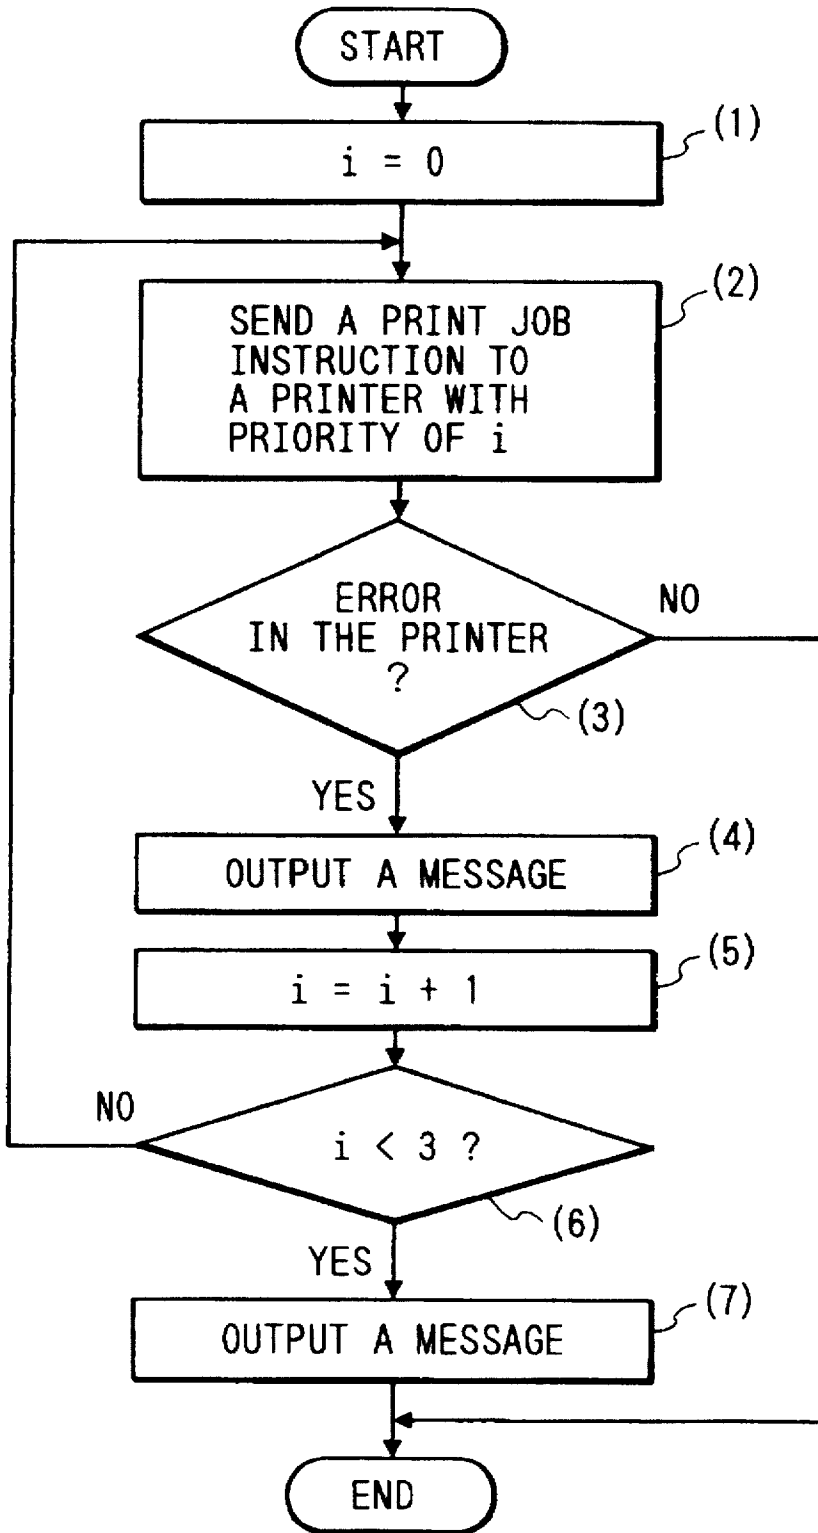 START
(1)
i = 0
(2)
SEND A PRINT JOB
INSTRUCTION TO
A PRINTER WITH
PRIORITY OF i
ERROR
IN THE PRINTER
?
NO
(3)
YES
(4)
OUTPUT A MESSAGE
(5)
i = i + 1
NO
i < 3 ?
(6)
YES
(7)
OUTPUT A MESSAGE
END